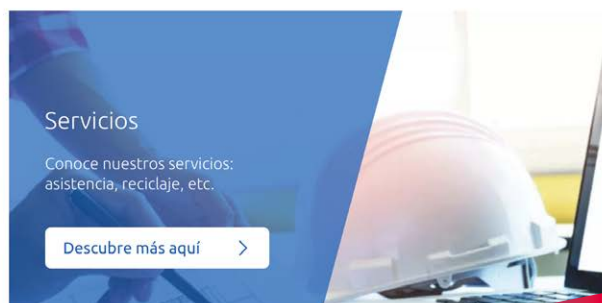 Servicios
Conoce nuestros servicios:
asistencia, reciclaje, etc.
Descubre más aquí